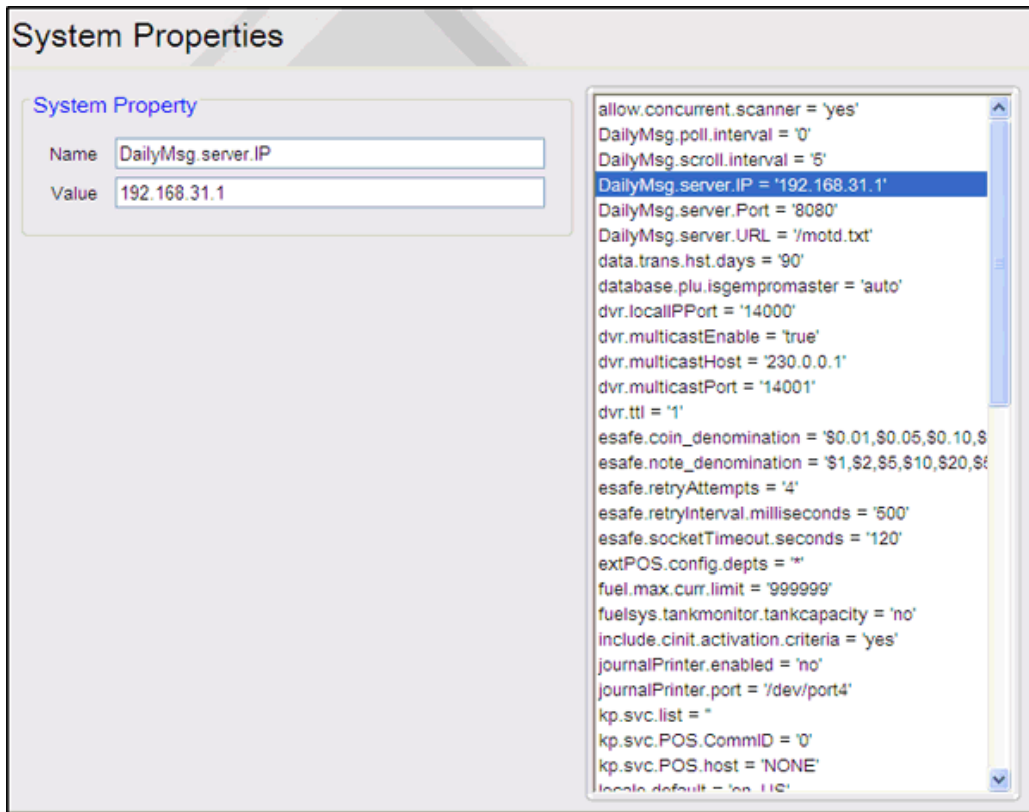 System Properties
System Property
Name DailyMsg.server.IP
Value 192.168.31.1
allow.concurrent.scanner = 'yes'
DailyMsg.poll.interval = '0'
DailyMsg.scroll.interval = '5'
DailyMsg.server.IP = '192.168.31.1'
DailyMsg.server.Port = '8080'
DailyMsg.server.URL = '/motd.txt'
data.trans.hst.days = '90'
database.plu.isgempromaster = 'auto'
dvr.localIPPort = '14000'
dvr.multicastEnable = 'true'
dvr.multicastHost = '230.0.0.1'
dvr.multicastPort = '14001'
dvr.ttl = '1'
esafe.coin_denomination = '$0.01,$0.05,$0.10,$
esafe.note_denomination = '$1,$2,$5,$10,$20,$5
esafe.retryAttempts = '4'
esafe.retryInterval.milliseconds = '500'
esafe.socketTimeout.seconds = '120'
extPOS.config.depts = '*'
fuel.max.curr.limit = '999999'
fuelsys.tankmonitor.tankcapacity = 'no'
include.cinit.activation.criteria = 'yes'
journalPrinter.enabled = 'no'
journalPrinter.port = '/dev/port4'
kp.svc.list = ''
kp.svc.POS.CommID = '0'
kp.svc.POS.host = 'NONE'
locale.default = 'en_US'